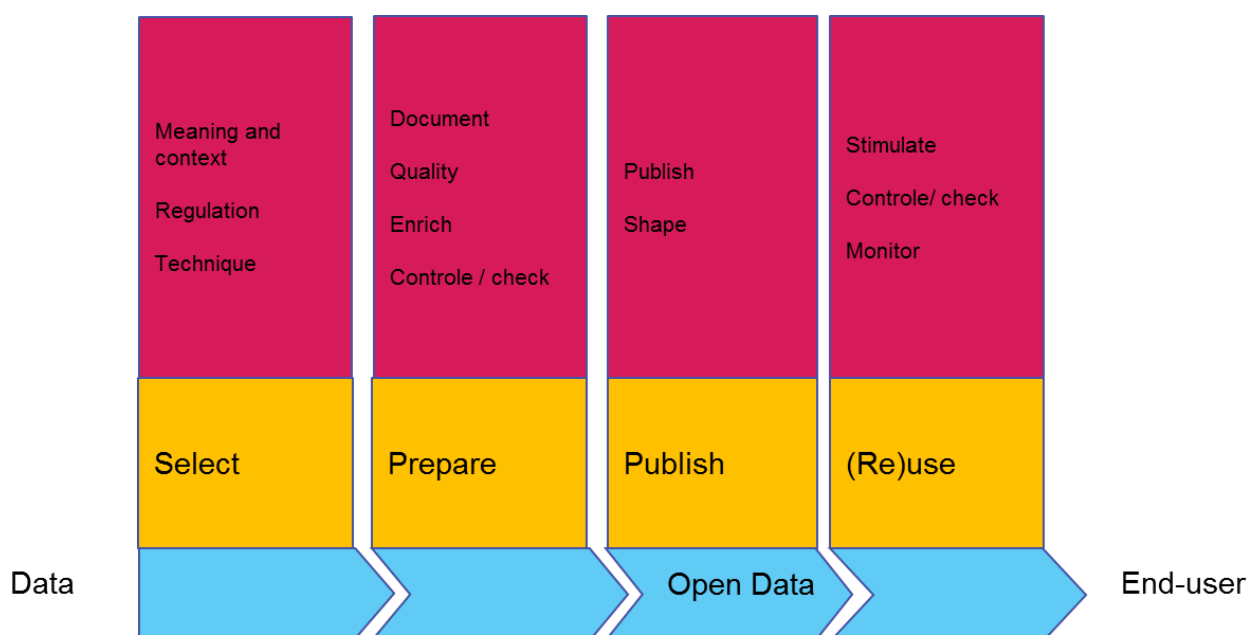 Meaning and
context
Regulation
Technique
Document
Quality
Enrich
Controle / check
Publish
Shape
Stimulate
Controle/ check
Monitor
Select
Prepare
Publish
(Re)use
Data
Open Data
End-user